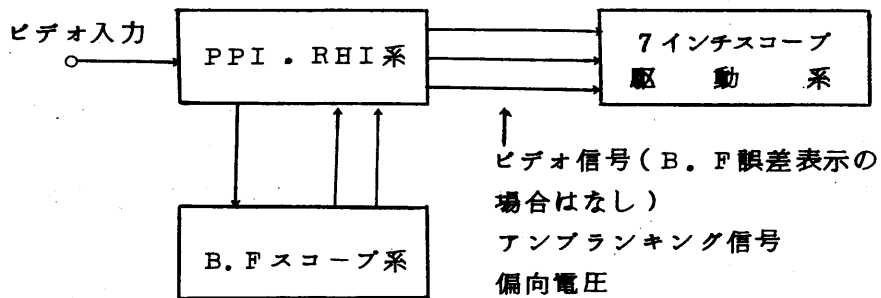 ビデオ入力
PPI．RHI系
7インチスコープ
駆動系
ビデオ信号（B．F誤差表示の
場合はなし）
アンブランキング信号
偏向電圧
B．Fスコープ系